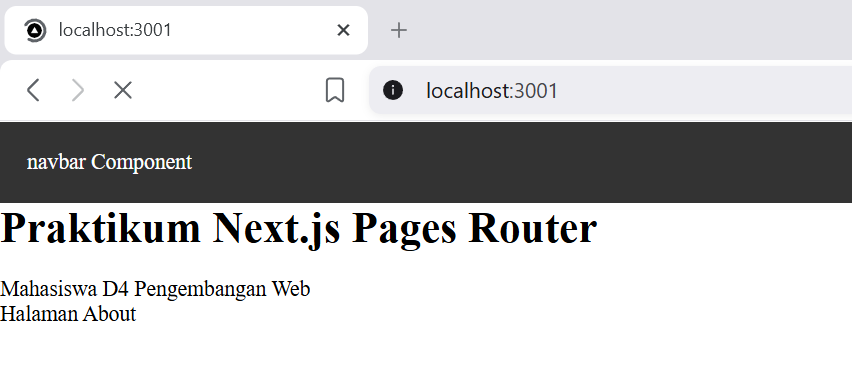 localhost:3001
localhost:3001
navbar Component
Praktikum Next.js Pages Router
Mahasiswa D4 Pengembangan Web
Halaman About